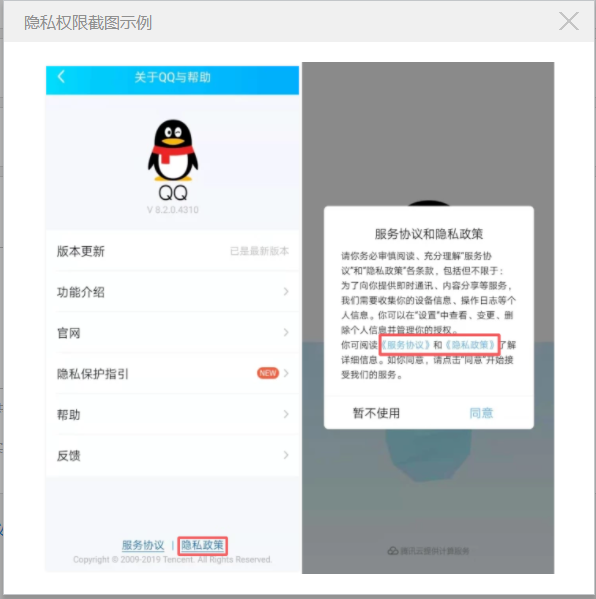 隐私权限截图示例
关于QQ与帮助
QQ
V 8.2.0.4310
版本更新
已是最新版本
功能介绍
官网
隐私保护指引
NEW
帮助
反馈
服务协议 | 隐私政策
Copyright © 2009-2019 Tencent. All Rights Reserved.
服务协议和隐私政策
请你务必审慎阅读、充分理解"服务协
议"和"隐私政策"各条款，包括但不限于：
为了向你提供即时通讯、内容分享等服务，
我们需要收集你的设备信息、操作日志等个
人信息。你可以在"设置"中查看、变更、删
除个人信息并管理你的授权。
你可阅读《服务协议》和《隐私政策》了解
详细信息。如你同意，请点击"同意"开始接
受我们的服务。
暂不使用
同意
腾讯云提供计算服务